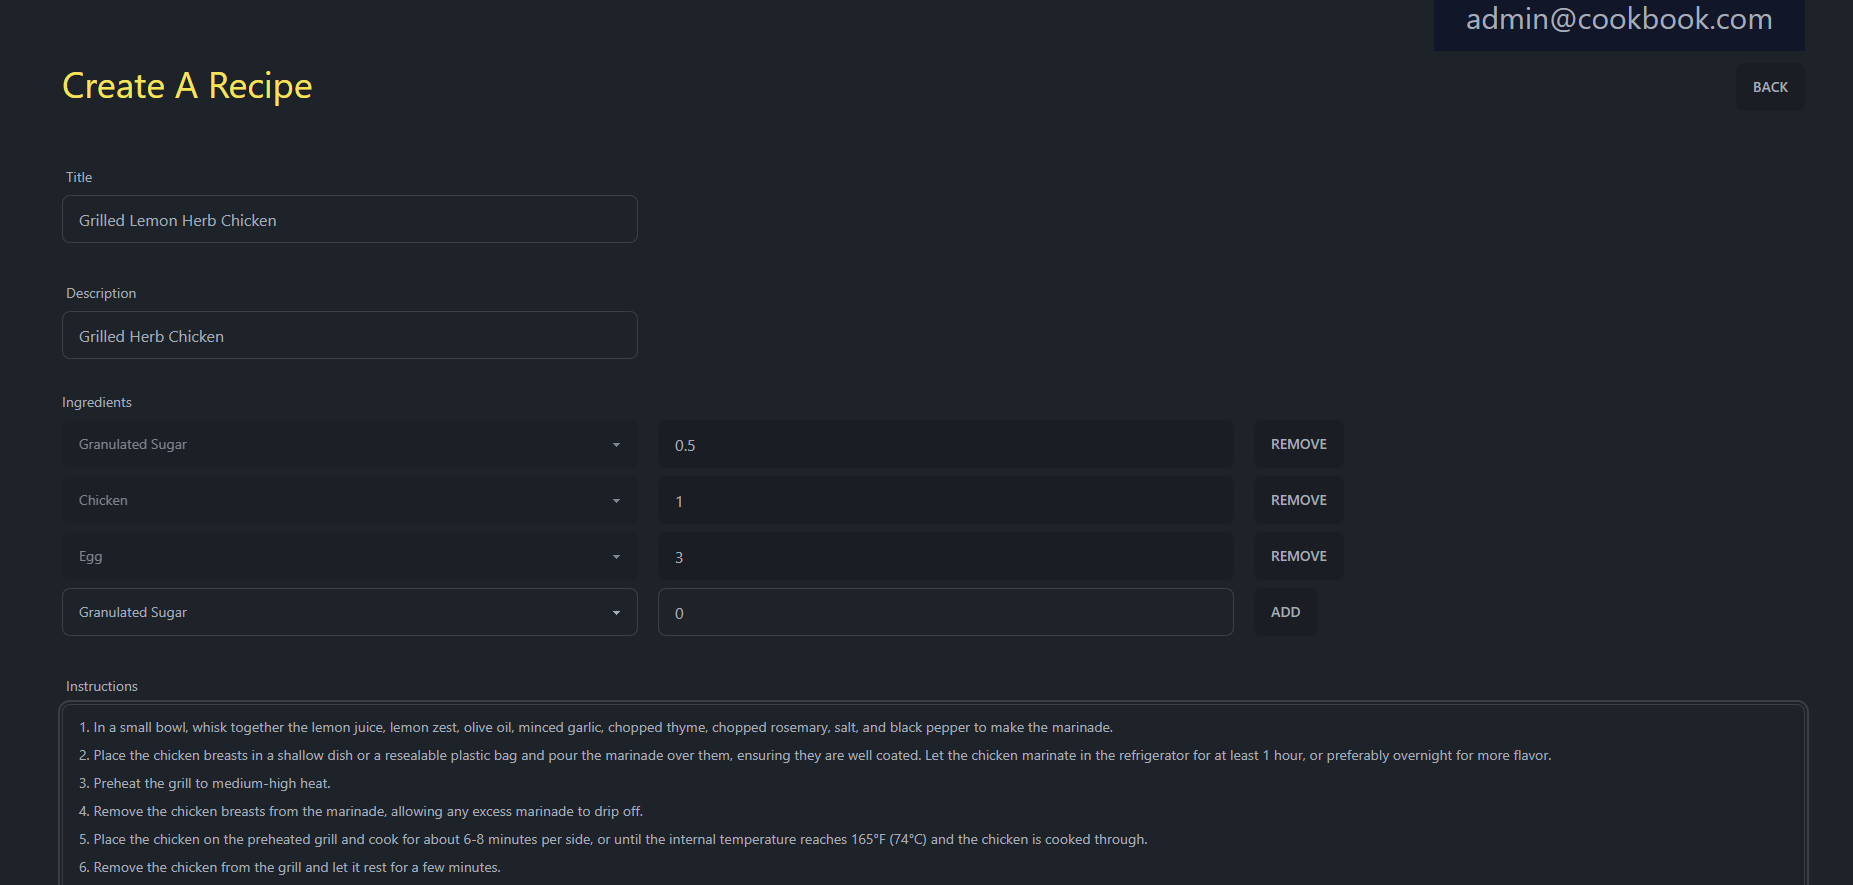 admin@cookbook.com
Create A Recipe
BACK
Title
Grilled Lemon Herb Chicken
Description
Grilled Herb Chicken
Ingredients
Granulated Sugar 0.5 REMOVE
Chicken 1 REMOVE
Egg 3 REMOVE
Granulated Sugar 0 ADD
Instructions
1. In a small bowl, whisk together the lemon juice, lemon zest, olive oil, minced garlic, chopped thyme, chopped rosemary, salt, and black pepper to make the marinade.
2. Place the chicken breasts in a shallow dish or a resealable plastic bag and pour the marinade over them, ensuring they are well coated. Let the chicken marinate in the refrigerator for at least 1 hour, or preferably overnight for more flavor.
3. Preheat the grill to medium-high heat.
4. Remove the chicken breasts from the marinade, allowing any excess marinade to drip off.
5. Place the chicken on the preheated grill and cook for about 6-8 minutes per side, or until the internal temperature reaches 165°F (74°C) and the chicken is cooked through.
6. Remove the chicken from the grill and let it rest for a few minutes.